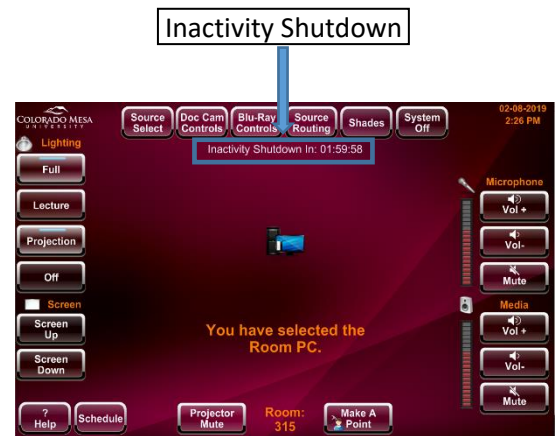 Inactivity Shutdown
COLORADO MESA
UNIVERSITY
Source
Select
Doc Cam
Controls
Blu-Ray
Controls
Source
Routing
Shades
System
Off
02-08-2019
2:26 PM
Inactivity Shutdown In: 01:59:58
Lighting
Full
Lecture
Projection
Off
Screen
Screen
Up
Screen
Down
Microphone
Vol +
Vol-
Mute
Media
Vol +
Vol-
Mute
You have selected the
Room PC.
?
Help
Schedule
Projector
Mute
Room:
315
Make A
Point